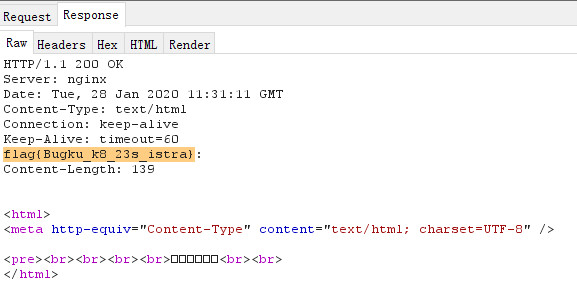 Request Response
Raw Headers Hex HTML Render
HTTP/1.1 200 OK
Server: nginx
Date: Tue, 28 Jan 2020 11:31:11 GMT
Content-Type: text/html
Connection: keep-alive
Keep-Alive: timeout=60
flag{Bugku_k8_23s_istra}:
Content-Length: 139
<html>
<meta http-equiv="Content-Type" content="text/html; charset=UTF-8" />
<pre><br><br><br><br>□□□□□□<br><br>
</html>